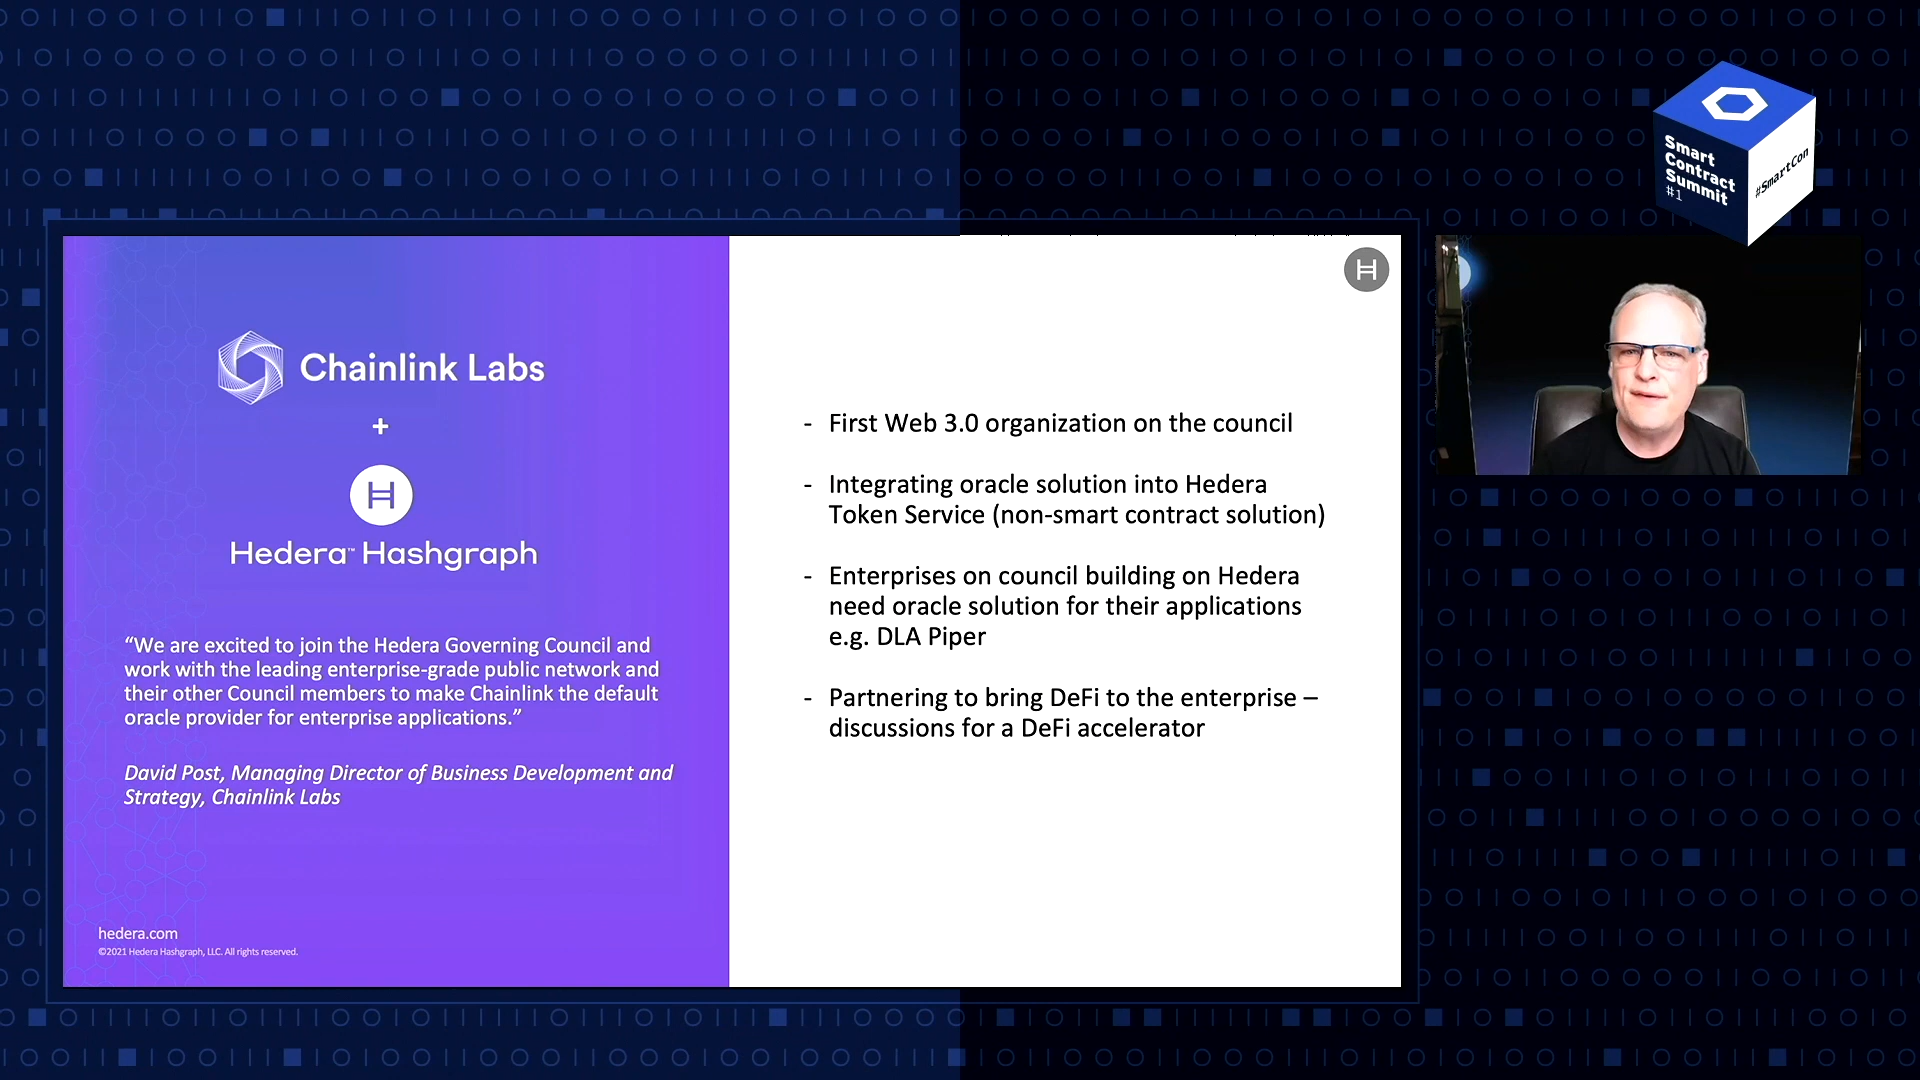 Smart
Contract
Summit
#1
#SmartCon
Chainlink Labs
+
Hedera™ Hashgraph
“We are excited to join the Hedera Governing Council and
work with the leading enterprise-grade public network and
their other Council members to make Chainlink the default
oracle provider for enterprise applications.”
David Post, Managing Director of Business Development and
Strategy, Chainlink Labs
hedera.com
©2021 Hedera Hashgraph, LLC. All rights reserved.
- First Web 3.0 organization on the council
- Integrating oracle solution into Hedera
Token Service (non-smart contract solution)
- Enterprises on council building on Hedera
need oracle solution for their applications
e.g. DLA Piper
- Partnering to bring DeFi to the enterprise –
discussions for a DeFi accelerator